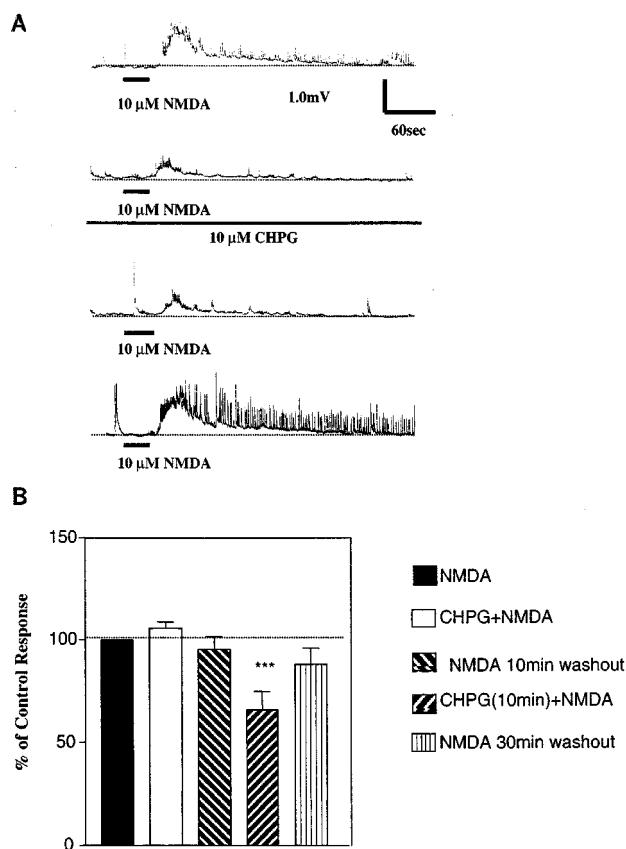 A
10 μM NMDA
1.0mV
60sec
10 μM NMDA
10 μM CHPG
10 μM NMDA
10 μM NMDA
B
% of Control Response
150
100
50
0
***
NMDA
CHPG+NMDA
NMDA 10min washout
CHPG(10min)+NMDA
NMDA 30min washout